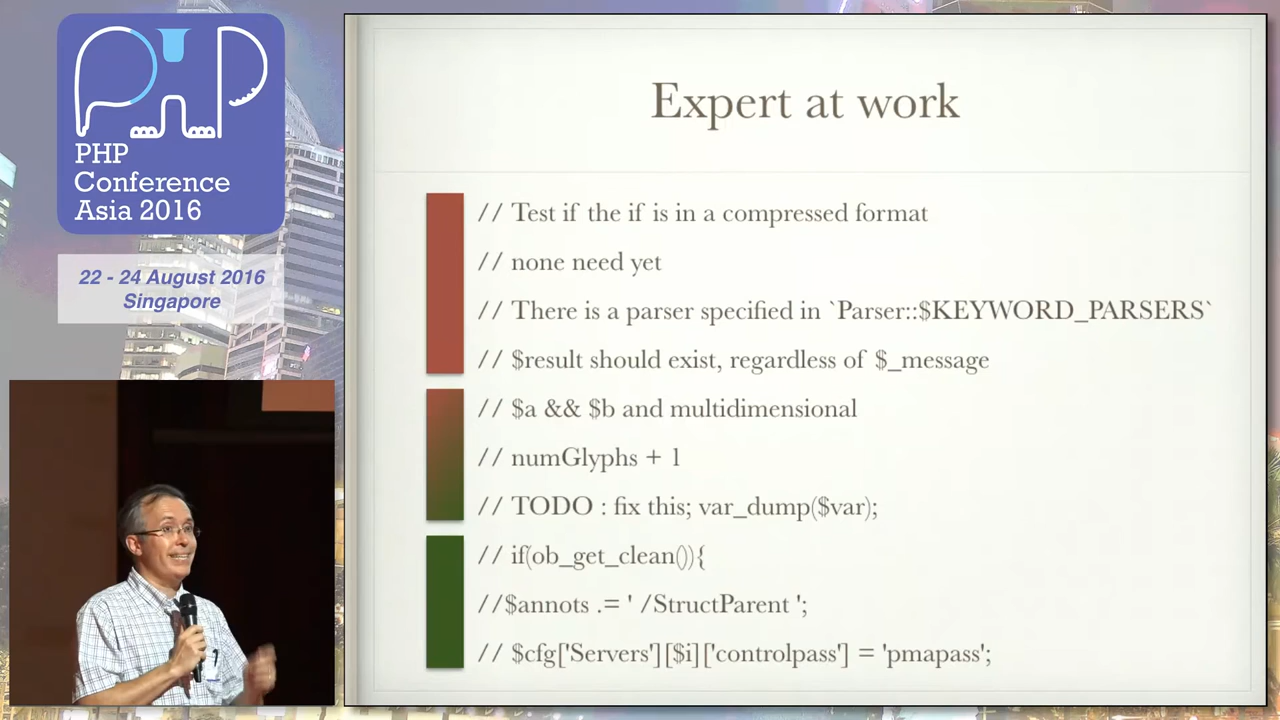 PHP
Conference
Asia 2016
22 - 24 August 2016
Singapore
Expert at work
// Test if the if is in a compressed format
// none need yet
// There is a parser specified in `Parser::$KEYWORD_PARSERS`
// $result should exist, regardless of $_message
// $a && $b and multidimensional
// numGlyphs + 1
// TODO : fix this; var_dump($var);
// if(ob_get_clean()){
//$annots .= ' /StructParent ';
// $cfg['Servers'][$i]['controlpass'] = 'pmapass';